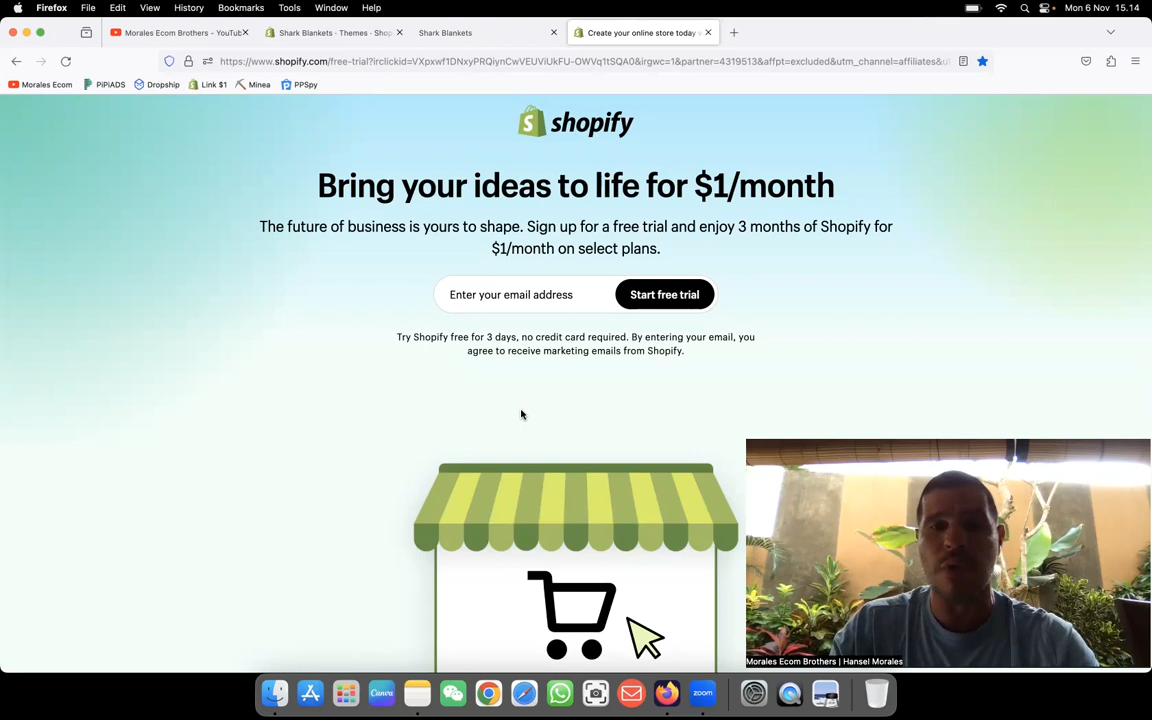 Firefox File Edit View History Bookmarks Tools Window Help
Mon 6 Nov 15.14
Morales Ecom Brothers - YouTub
Shark Blankets · Themes · Shop
Shark Blankets
Create your online store today
https://www.shopify.com/free-trial?irclickid=VXpxwf1DNxyPRQiynCwVEUViUkFU-OWVq1tSQA0&irgwc=1&partner=4319513&affpt=excluded&utm_channel=affiliates&u
Morales Ecom PiPiADS Dropship Link $1 Minea PPSpy
shopify
Bring your ideas to life for $1/month
The future of business is yours to shape. Sign up for a free trial and enjoy 3 months of Shopify for
$1/month on select plans.
Enter your email address
Start free trial
Try Shopify free for 3 days, no credit card required. By entering your email, you
agree to receive marketing emails from Shopify.
Morales Ecom Brothers | Hansel Morales
Canva
zoom